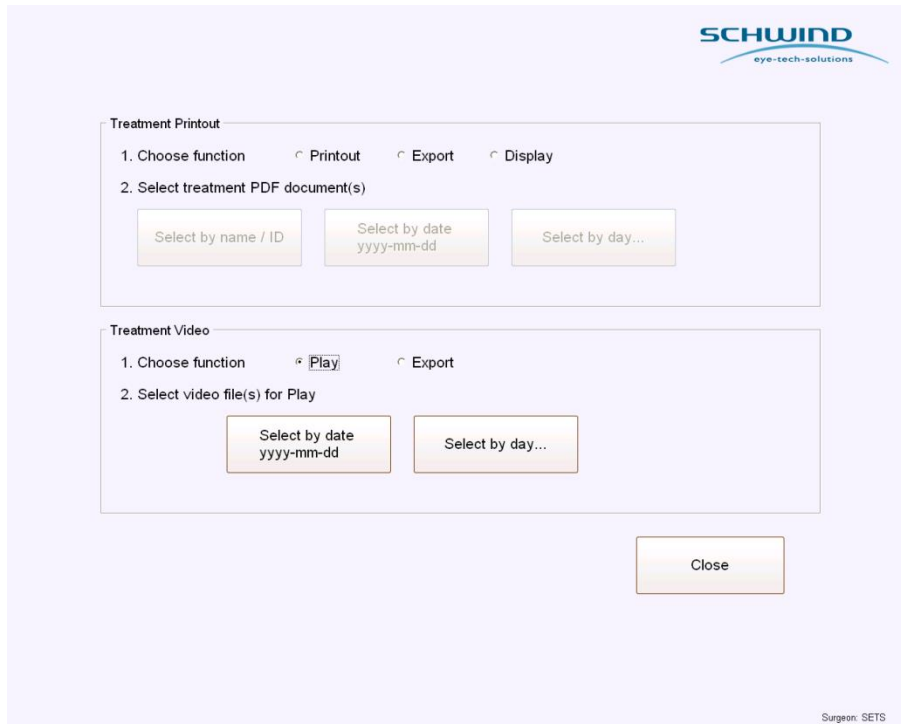 SCHWIND
eye-tech-solutions
Treatment Printout
1. Choose function Printout Export Display
2. Select treatment PDF document(s)
Select by name / ID
Select by date
yyyy-mm-dd
Select by day...
Treatment Video
1. Choose function Play Export
2. Select video file(s) for Play
Select by date
yyyy-mm-dd
Select by day...
Close
Surgeon: SETS